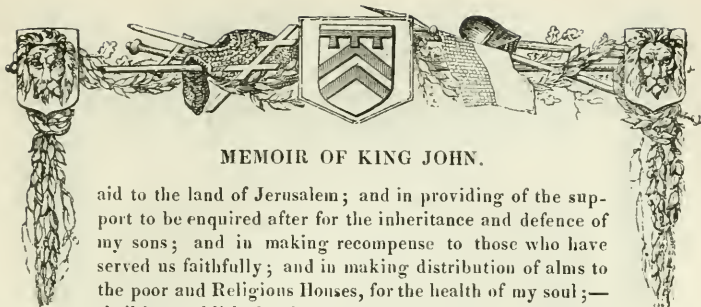 MEMOIR OF KING JOHN.
aid to the land of Jerusalem; and in providing of the sup-
port to be enquired after for the inheritance and defence of
my sons; and in making recompense to those who have
served us faithfully; and in making distribution of alms to
the poor and Religious Houses, for the health of my soul;—